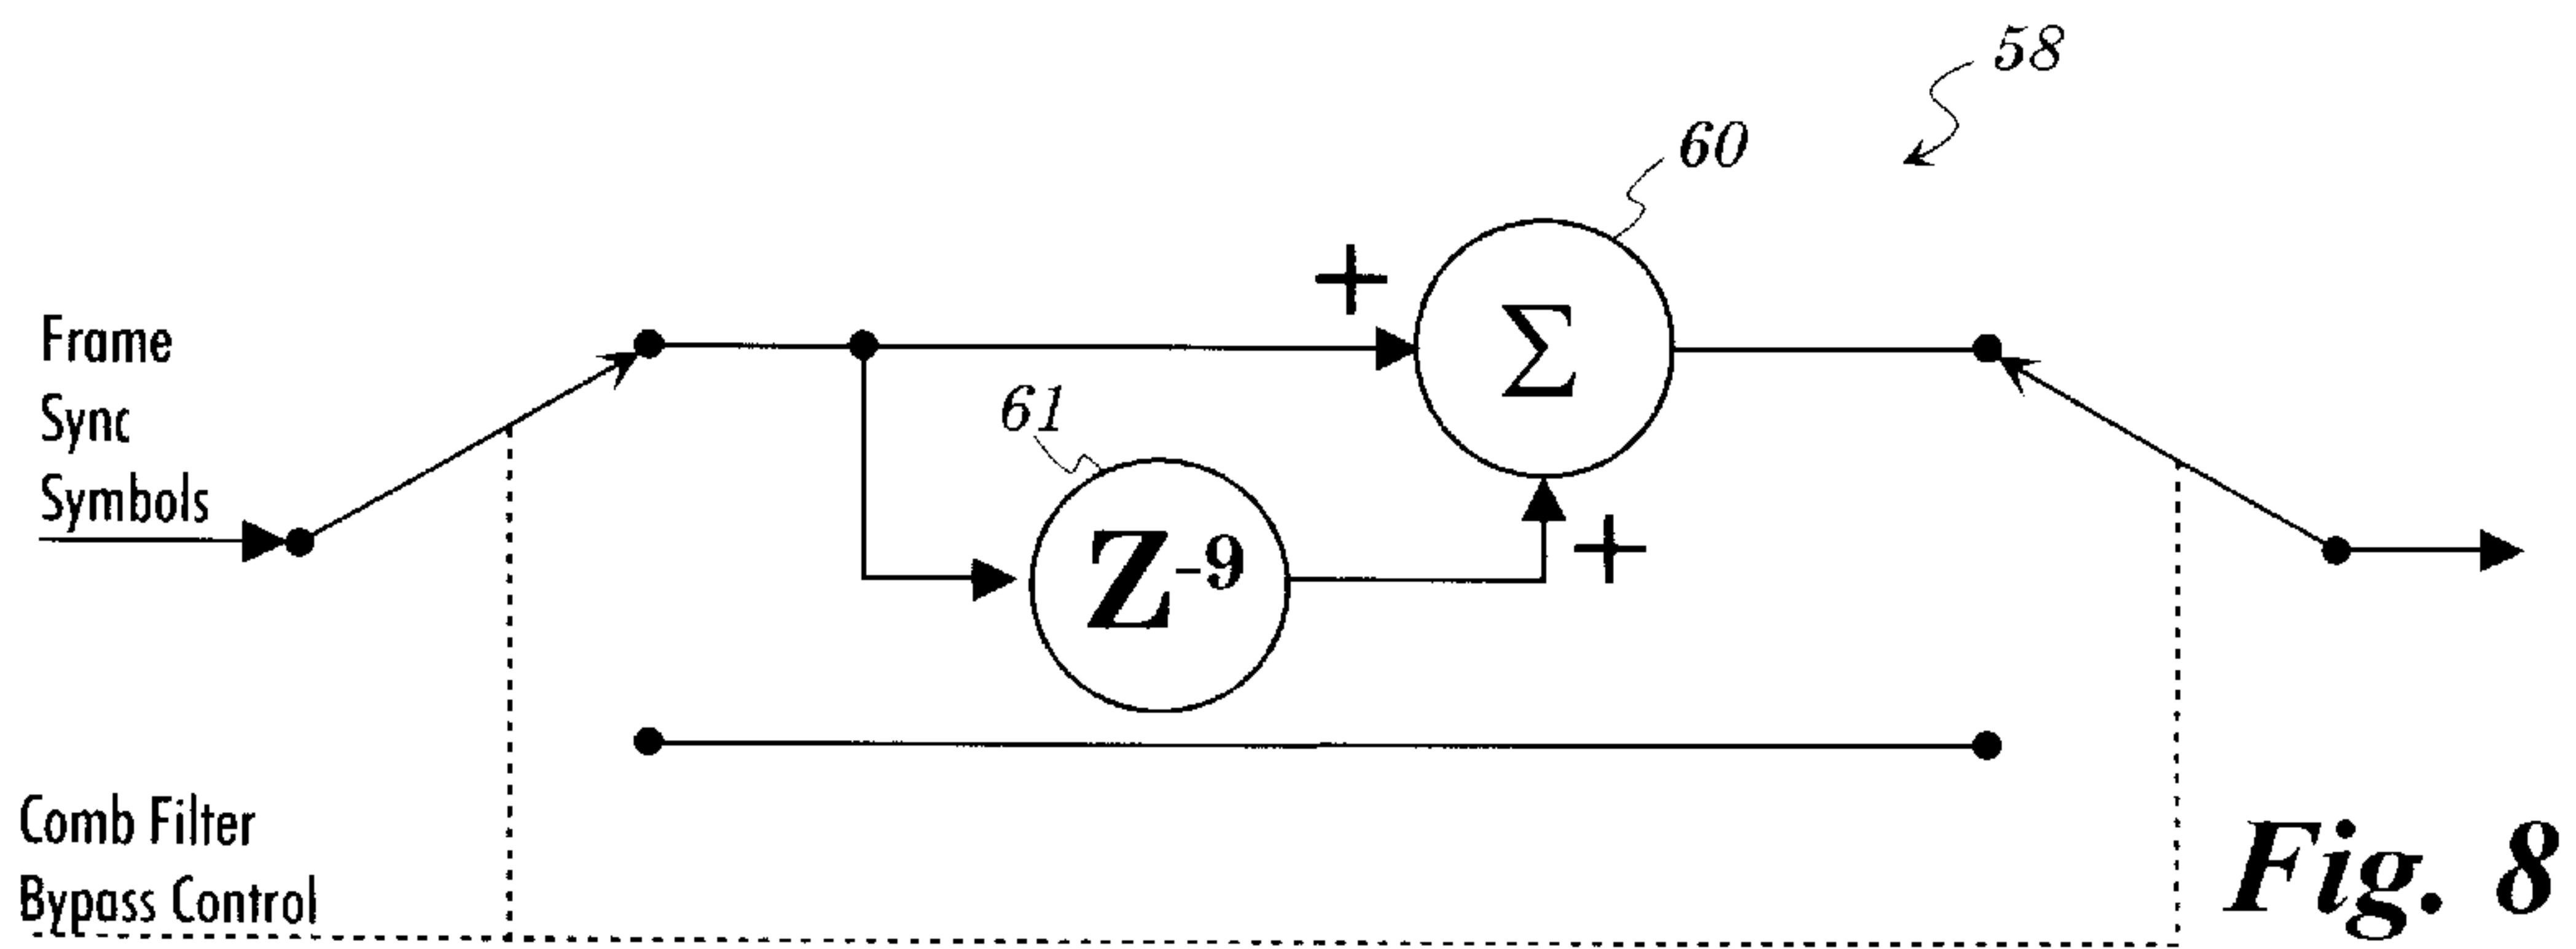 58
60
+
Frame
Sync
Symbols
Σ
61
Z-9
+
Comb Filter
Bypass Control
Fig. 8